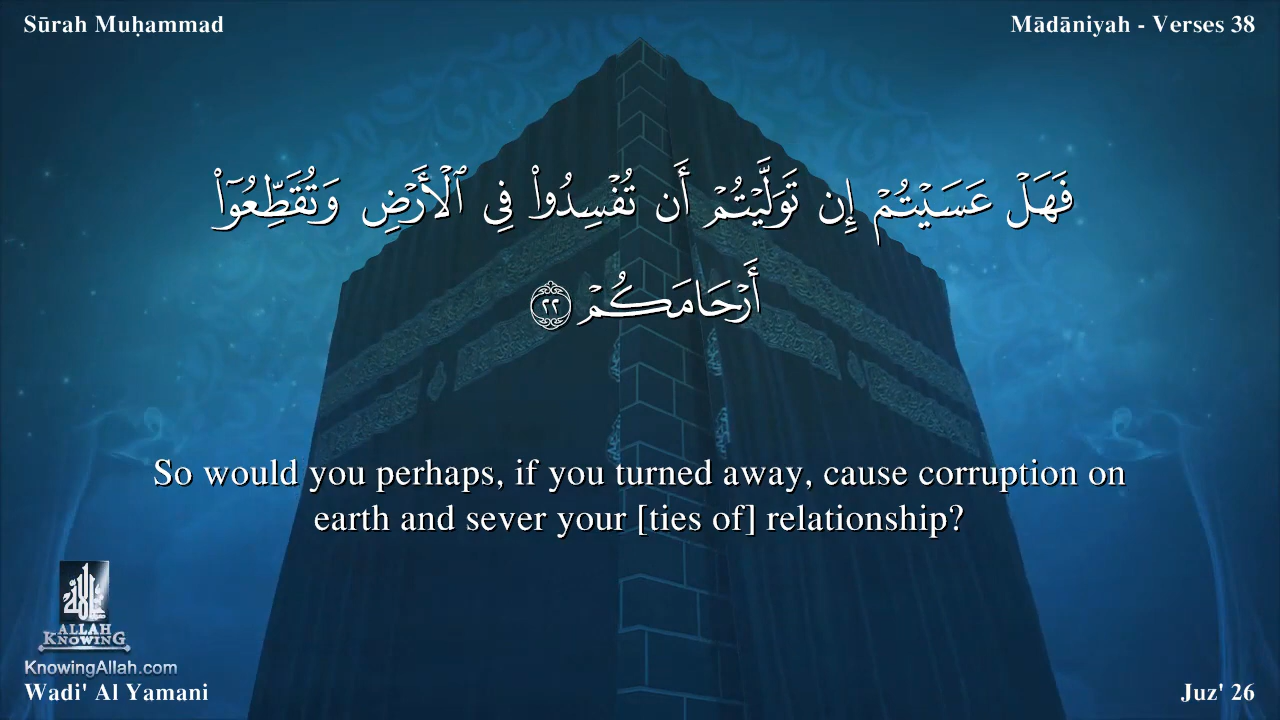 Sūrah Muḥammad
Mādāniyah - Verses 38
فَهَلْ عَسَيْتُمْ إِن تَوَلَّيْتُمْ أَن تُفْسِدُوا۟ فِى ٱلْأَرْضِ وَتُقَطِّعُوٓا۟
أَرْحَامَكُمْ ٢٢
So would you perhaps, if you turned away, cause corruption on
earth and sever your [ties of] relationship?
الله
ALLAH
KNOWING
KnowingAllah.com
Wadi' Al Yamani
Juz' 26